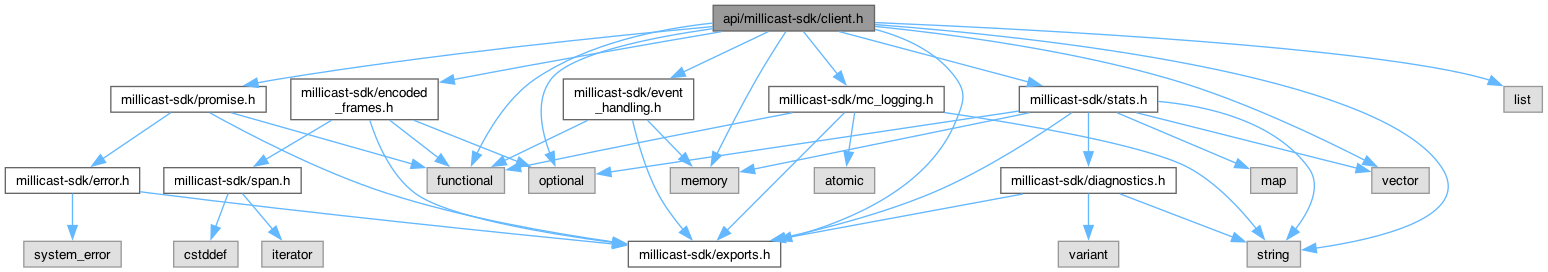 api/millicast-sdk/client.h
millicast-sdk/promise.h
millicast-sdk/encoded
_frames.h
millicast-sdk/event
_handling.h
millicast-sdk/mc_logging.h
millicast-sdk/stats.h
list
millicast-sdk/error.h
millicast-sdk/span.h
functional
optional
memory
atomic
millicast-sdk/diagnostics.h
map
vector
system_error
cstddef
iterator
millicast-sdk/exports.h
variant
string